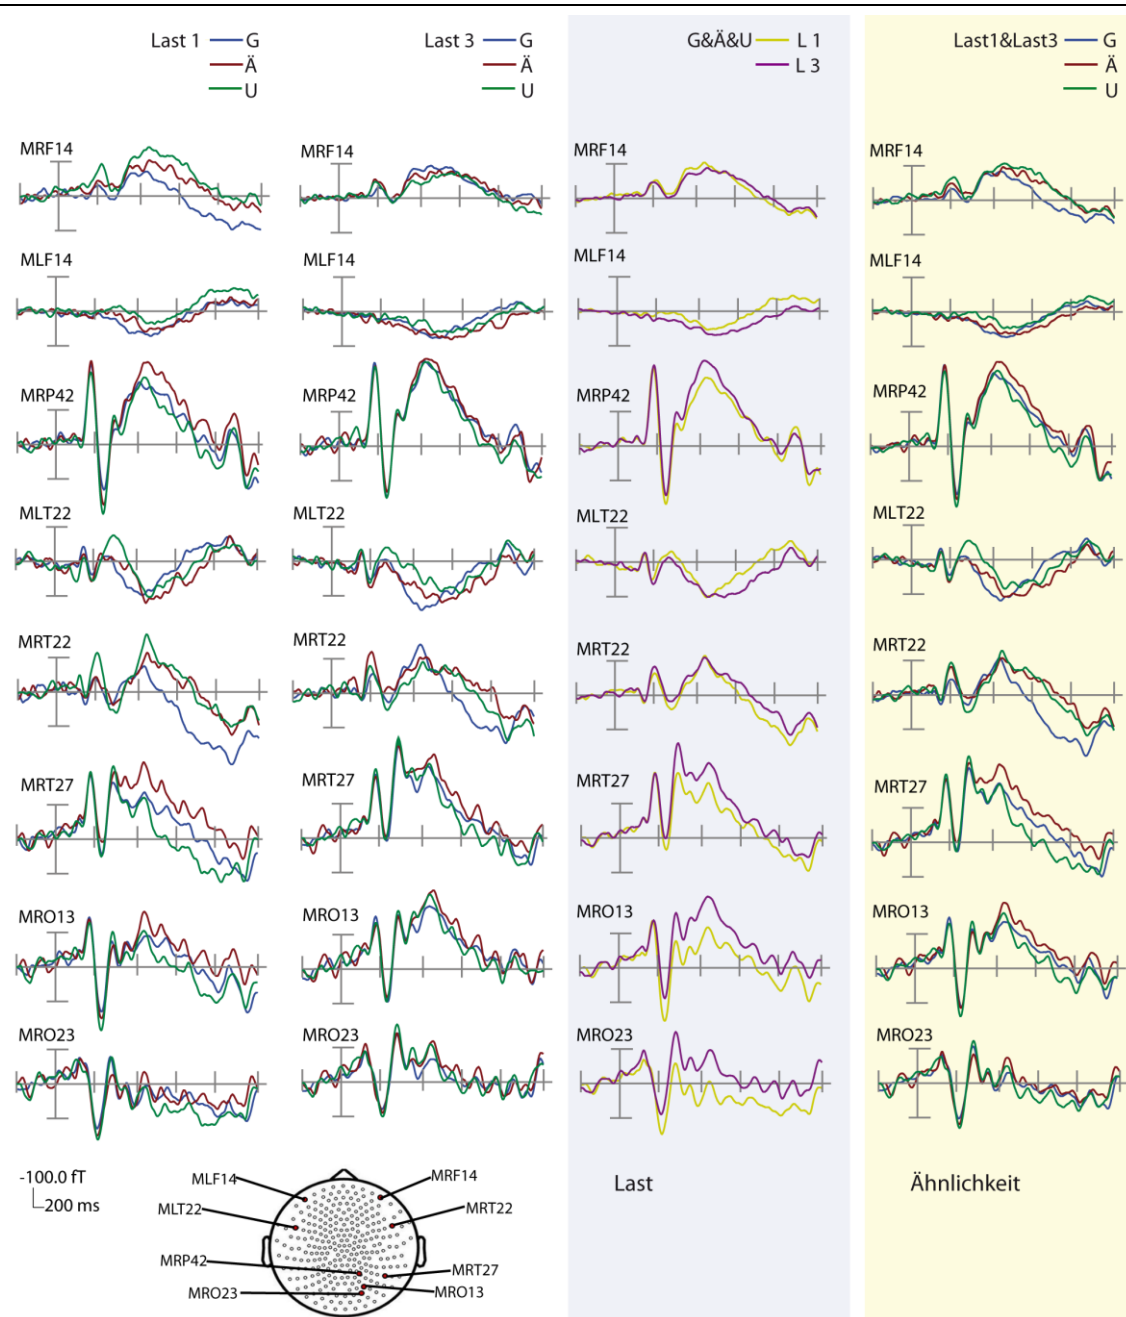 Last 1 G
Ä
U
Last 3 G
Ä
U
G&Ä&U L 1
L 3
Last1&Last3 G
Ä
U
MRF14 MRF14 MRF14 MRF14
MLF14 MLF14 MLF14 MLF14
MRP42 MRP42 MRP42 MRP42
MLT22 MLT22 MLT22 MLT22
MRT22 MRT22 MRT22 MRT22
MRT27 MRT27 MRT27 MRT27
MRO13 MRO13 MRO13 MRO13
MRO23 MRO23 MRO23 MRO23
-100.0 fT
200 ms
MLF14 MRF14
MLT22 MRT22
MRP42 MRT27
MRO23 MRO13
Last
Ähnlichkeit